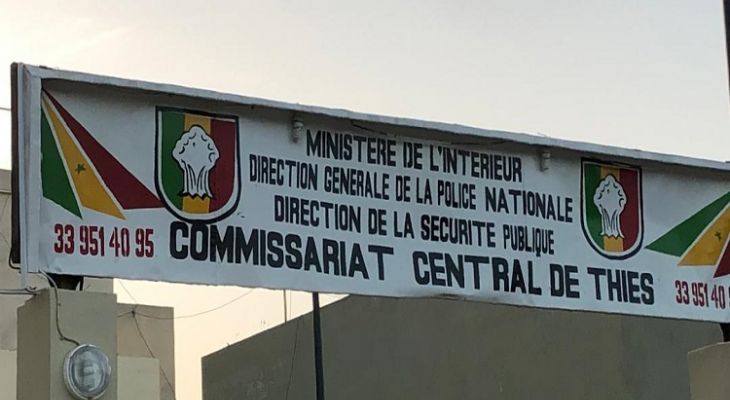 MINISTERE DE L'INTERIEUR
DIRECTION GENERALE DE LA POLICE NATIONALE
DIRECTION DE LA SECURITE PUBLIQUE
33 951 40 95 COMMISSARIAT CENTRAL DE THIES 33 951 40